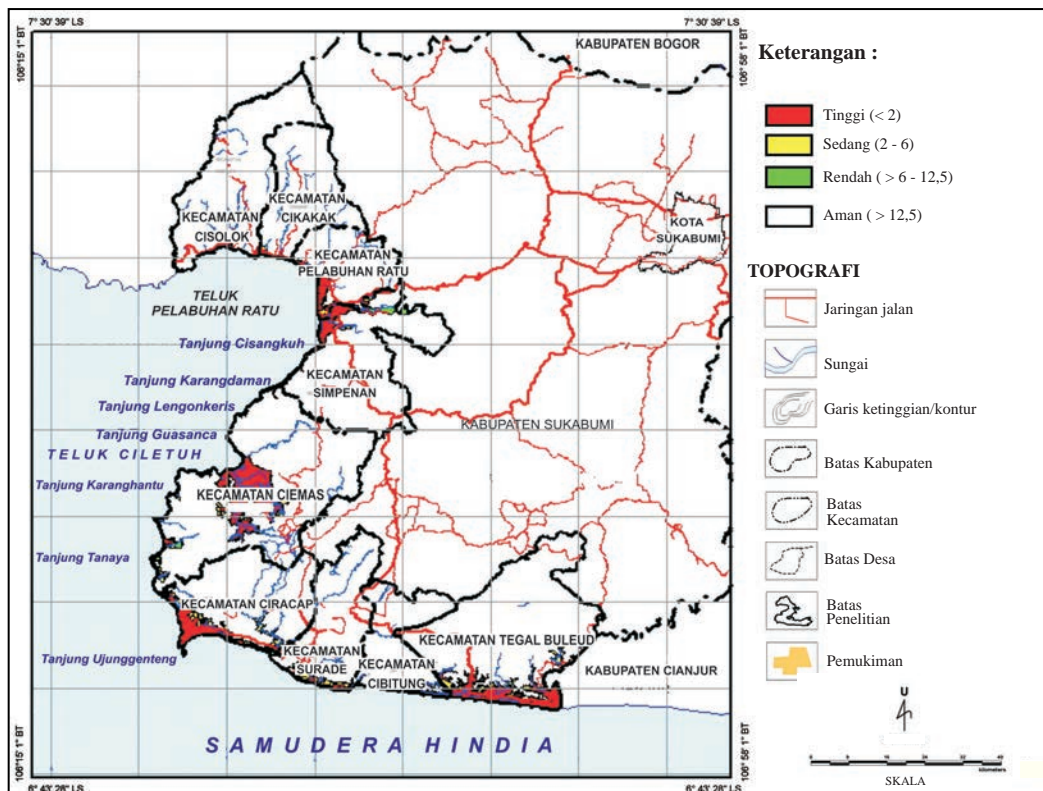 7 30' 39" LS
7 30' 39" LS
106°15' 1" BT
106°58' 1" BT
KABUPATEN BOGOR
KECAMATAN
CISOLOK
KECAMATAN
CIKAKAK
KECAMATAN
PELABUHAN RATU
KOTA
SUKABUMI
TELUK
PELABUHAN RATU
Tanjung Cisangkuh
Tanjung Karangdaman
KECAMATAN
SIMPENAN
Tanjung Lengonkeris
Tanjung Guasanca
KABUPATEN SUKABUMI
TELUK CILETUH
Tanjung Karanghantu
KECAMATAN CIEMAS
Tanjung Tanaya
KECAMATAN CIRACAP
KECAMATAN TEGAL BULEUD
Tanjung Ujunggenteng
KECAMATAN
SURADE
KECAMATAN
CIBITUNG
KABUPATEN CIANJUR
SAMUDERA HINDIA
106°15' 1" BT
106°58' 1" BT
6°43' 28" LS
6°43' 28" LS
Keterangan :
Tinggi (< 2)
Sedang (2 - 6)
Rendah ( > 6 - 12,5)
Aman ( > 12,5)
TOPOGRAFI
Jaringan jalan
Sungai
Garis ketinggian/kontur
Batas Kabupaten
Batas
Kecamatan
Batas Desa
Batas
Penelitian
Pemukiman
U
kilometers
SKALA